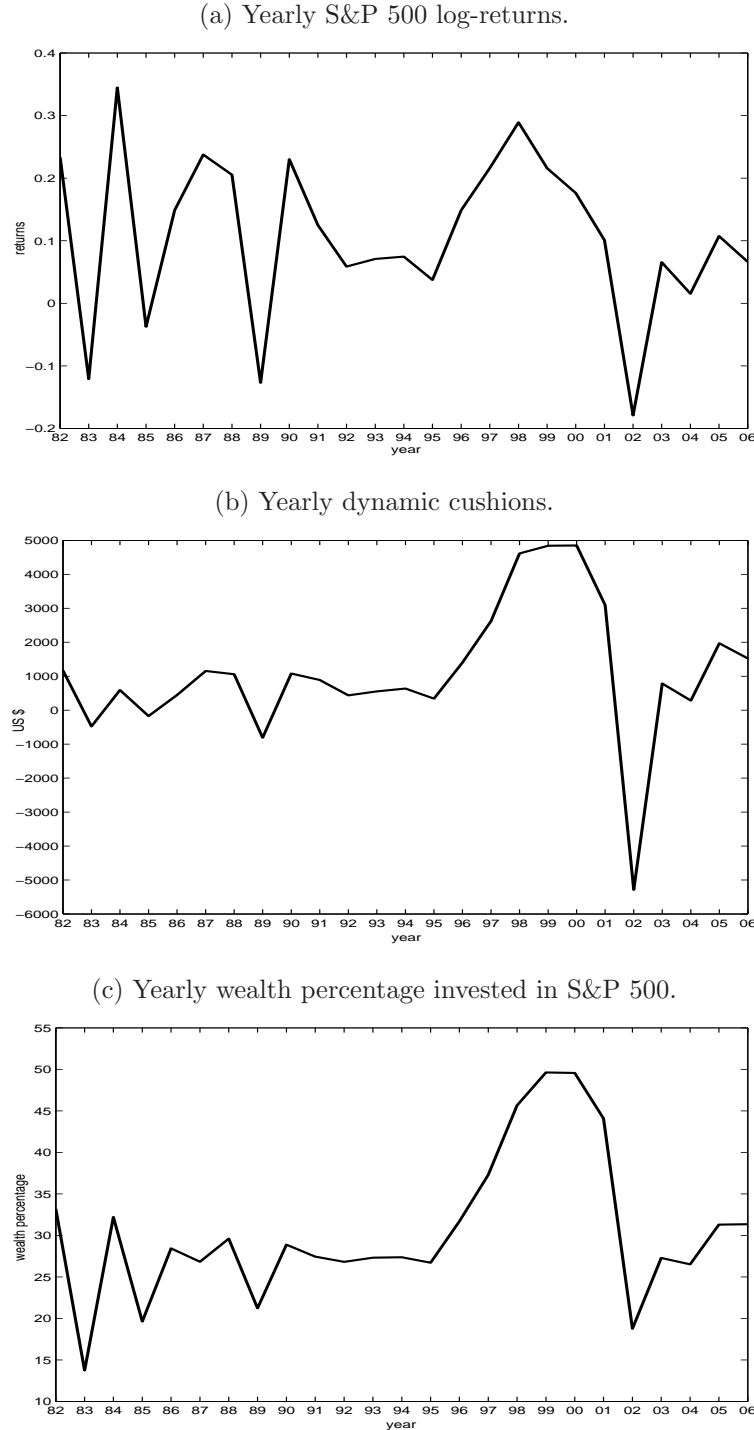 (a) Yearly S&P 500 log-returns.
0.4
0.3
0.2
0.1
0
−0.1
−0.2
returns
82 83 84 85 86 87 88 89 90 91 92 93 94 95 96 97 98 99 00 01 02 03 04 05 06
year
(b) Yearly dynamic cushions.
5000
4000
3000
2000
1000
0
−1000
−2000
−3000
−4000
−5000
−6000
US $
82 83 84 85 86 87 88 89 90 91 92 93 94 95 96 97 98 99 00 01 02 03 04 05 06
year
(c) Yearly wealth percentage invested in S&P 500.
55
50
45
40
35
30
25
20
15
10
wealth percentage
82 83 84 85 86 87 88 89 90 91 92 93 94 95 96 97 98 99 00 01 02 03 04 05 06
year